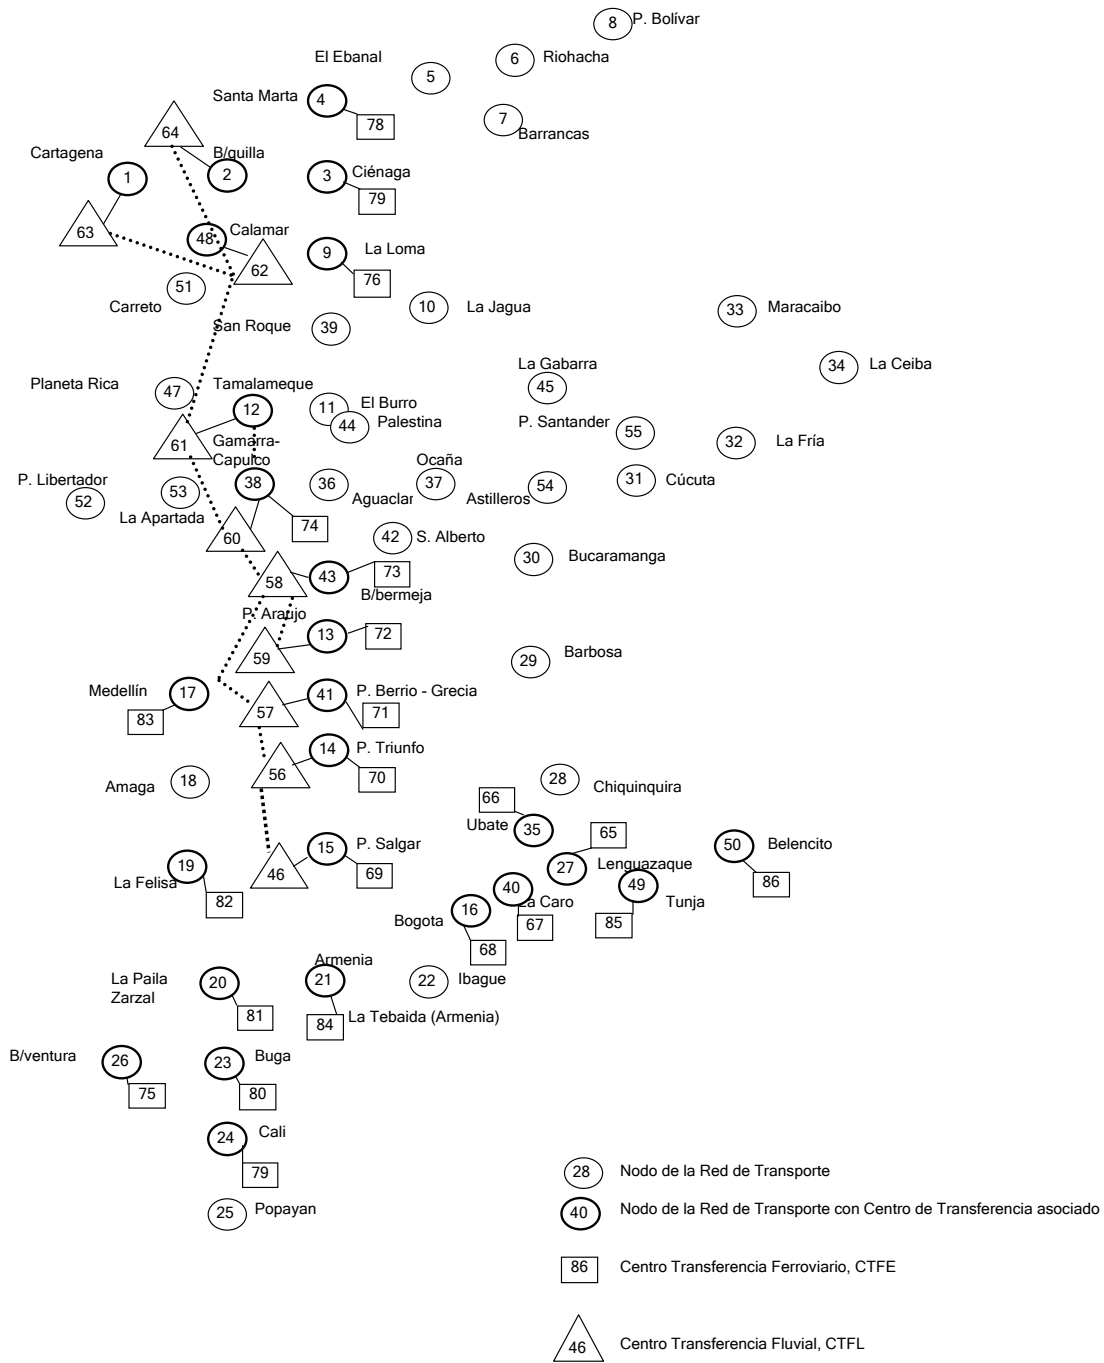 8 P. Bolívar
El Ebanal
6 Riohacha
5
Santa Marta 4
78
7
Barrancas
64
Cartagena
B/quilla
1
2
3 Ciénaga
79
63
48 Calamar
62
9 La Loma
76
51
Carreto
10 La Jagua
33 Maracaibo
San Roque 39
La Gabarra
34 La Ceiba
45
Planeta Rica 47
Tamalameque
12
11 El Burro
44 Palestina
P. Santander 55
32 La Fría
61
Gamarra-
Capulco
P. Libertador
52
53
La Apartada
38
36
Aguaclar
Ocaña
37
Astilleros 54
31 Cúcuta
60
74
42 S. Alberto
30 Bucaramanga
58
43
73
B/bermeja
P. Araujo
13
72
59
29 Barbosa
Medellín 17
83
57
41 P. Berrio - Grecia
71
14 P. Triunfo
70
56
Amaga 18
28 Chiquinquira
66
Ubate 35
65
27 Lenguazaque
50 Belencito
86
15 P. Salgar
69
46
19
La Felisa
82
40
La Caro
67
49
Tunja
85
Bogota 16
68
Armenia
La Paila
Zarzal
20
81
21
84 La Tebaida (Armenia)
22 Ibague
B/ventura 26
75
23 Buga
80
24 Cali
79
25 Popayan
28 Nodo de la Red de Transporte
40 Nodo de la Red de Transporte con Centro de Transferencia asociado
86 Centro Transferencia Ferroviario, CTFE
46 Centro Transferencia Fluvial, CTFL